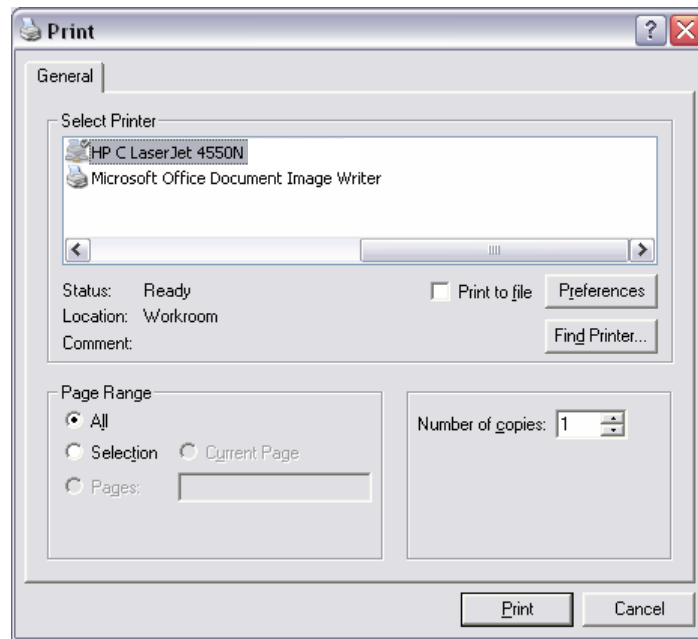 Print
General
Select Printer
HP C LaserJet 4550N
Microsoft Office Document Image Writer
Status: Ready
Print to file
Preferences
Location: Workroom
Find Printer...
Comment:
Page Range
All
Number of copies: 1
Selection
Current Page
Pages:
Print
Cancel